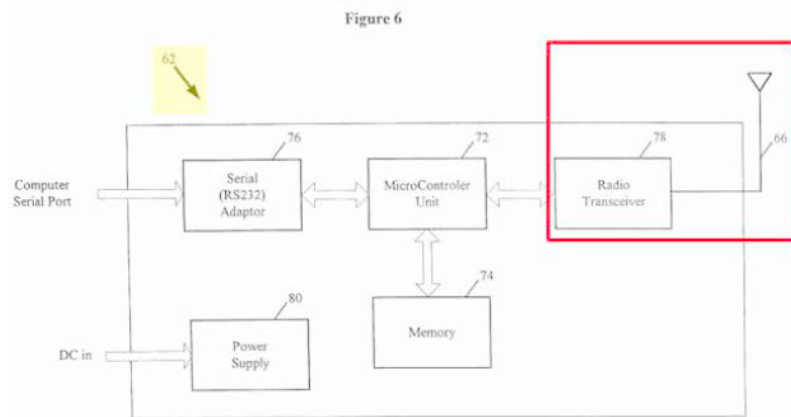 Figure 6
62
76
72
78
66
Computer
Serial Port
Serial
(RS232)
Adaptor
MicroControler
Unit
Radio
Transceiver
80
74
DC in
Power
Supply
Memory